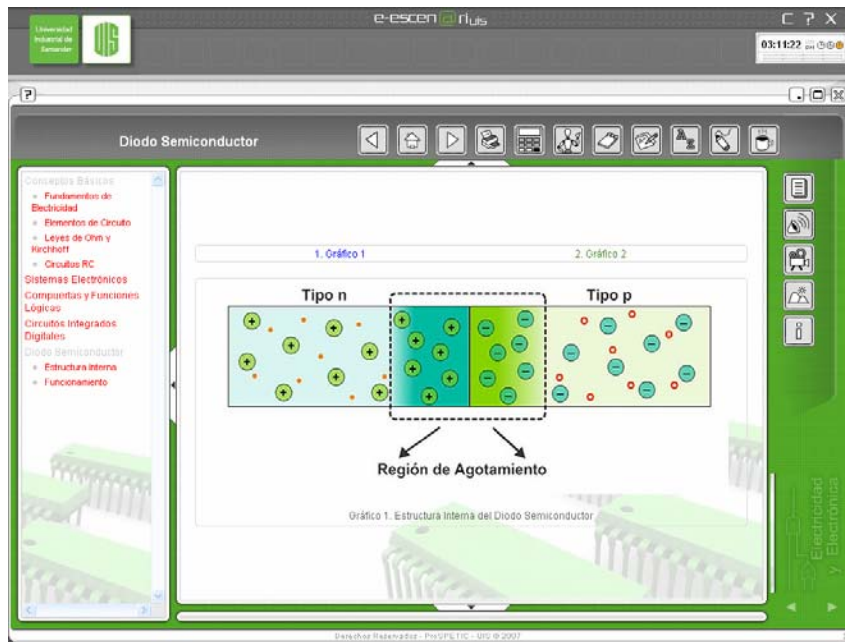 Universidad
Industrial de
Santander
UIS
e-escen@riUIS
C ? X
03:11:22
?
Diodo Semiconductor
Conceptos Básicos
Fundamentos de
Electricidad
Elementos de Circuito
Leyes de Ohm y
Kirchhoff
Circuitos RC
Sistemas Electrónicos
Compuertas y Funciones
Lógicas
Circuitos Integrados
Digitales
Diodo Semiconductor
Estructura Interna
Funcionamiento
1. Gráfico 1
2. Gráfico 2
Tipo n
Tipo p
Región de Agotamiento
Gráfico 1. Estructura Interna del Diodo Semiconductor
Electricidad
y Electrónica
Derechos Reservados - ProSPETIC - UIS © 2007